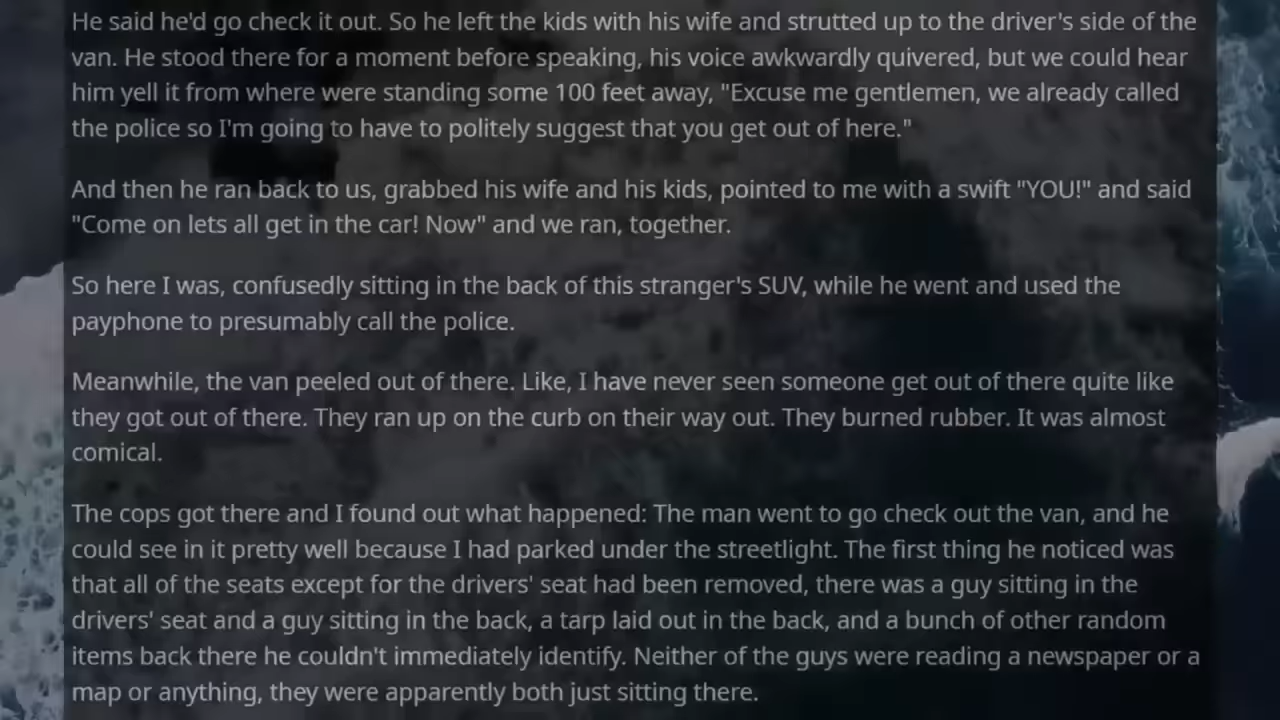 He said he'd go check it out. So he left the kids with his wife and strutted up to the driver's side of the
van. He stood there for a moment before speaking, his voice awkwardly quivered, but we could hear
him yell it from where were standing some 100 feet away, "Excuse me gentlemen, we already called
the police so I'm going to have to politely suggest that you get out of here."
And then he ran back to us, grabbed his wife and his kids, pointed to me with a swift "YOU!" and said
"Come on lets all get in the car! Now" and we ran, together.
So here I was, confusedly sitting in the back of this stranger's SUV, while he went and used the
payphone to presumably call the police.
Meanwhile, the van peeled out of there. Like, I have never seen someone get out of there quite like
they got out of there. They ran up on the curb on their way out. They burned rubber. It was almost
comical.
The cops got there and I found out what happened: The man went to go check out the van, and he
could see in it pretty well because I had parked under the streetlight. The first thing he noticed was
that all of the seats except for the drivers' seat had been removed, there was a guy sitting in the
drivers' seat and a guy sitting in the back, a tarp laid out in the back, and a bunch of other random
items back there he couldn't immediately identify. Neither of the guys were reading a newspaper or a
map or anything, they were apparently both just sitting there.